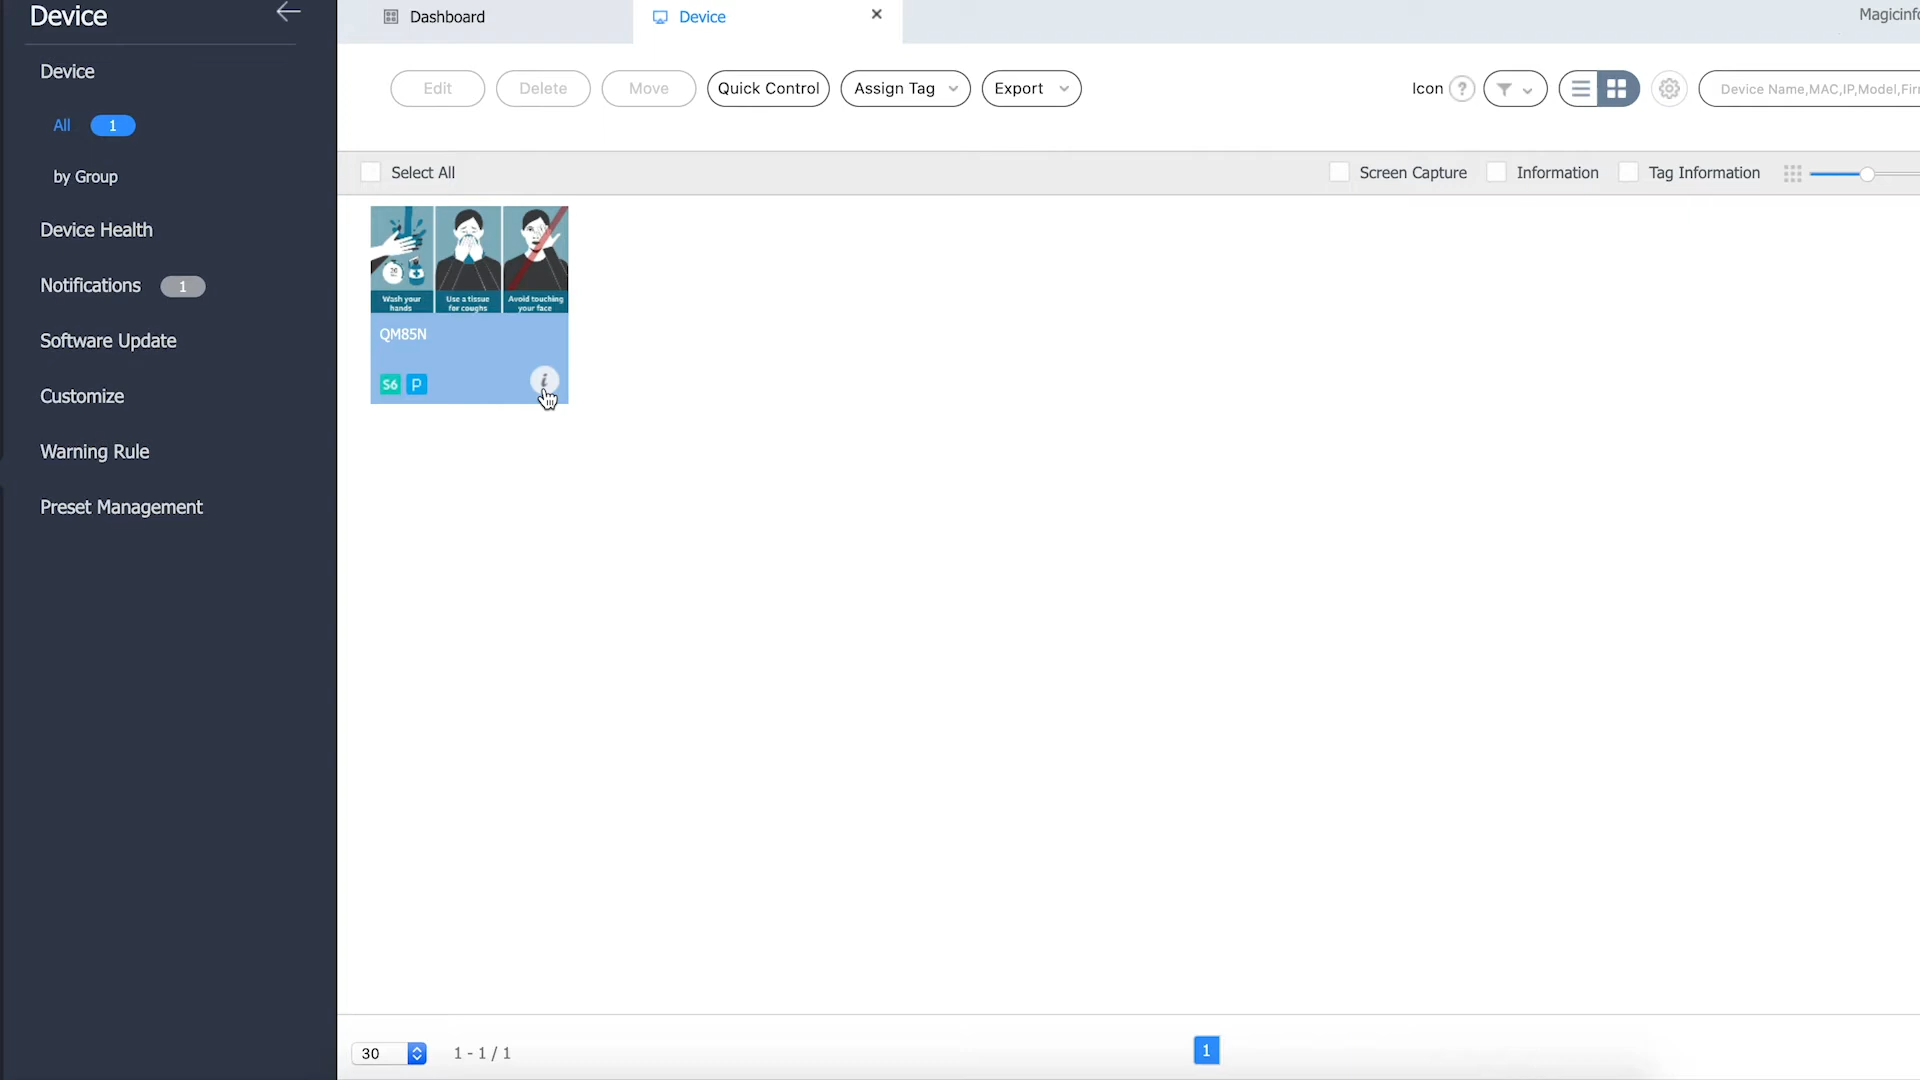 Device
Device
All 1
by Group
Device Health
Notifications 1
Software Update
Customize
Warning Rule
Preset Management
Dashboard
Device
Magicinfo
Edit
Delete
Move
Quick Control
Assign Tag
Export
Icon ?
Device Name,MAC,IP,Model,Fir
Select All
Screen Capture
Information
Tag Information
Wash your
hands
Use a tissue
for coughs
Avoid touching
your face
QM85N
S6 P
i
30
1 - 1 / 1
1